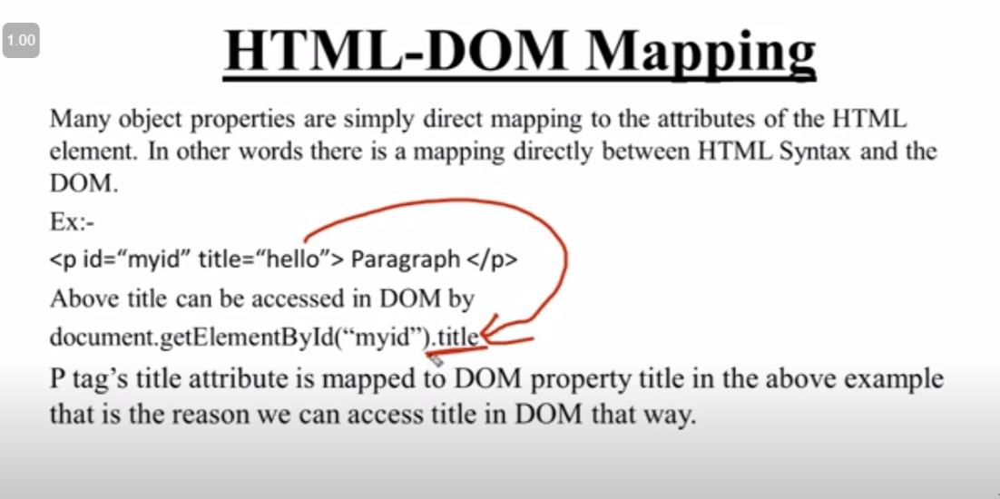 1.00
HTML-DOM Mapping
Many object properties are simply direct mapping to the attributes of the HTML
element. In other words there is a mapping directly between HTML Syntax and the
DOM.
Ex:-
<p id=“myid” title=“hello”> Paragraph </p>
Above title can be accessed in DOM by
document.getElementById(“myid”).title
P tag’s title attribute is mapped to DOM property title in the above example
that is the reason we can access title in DOM that way.